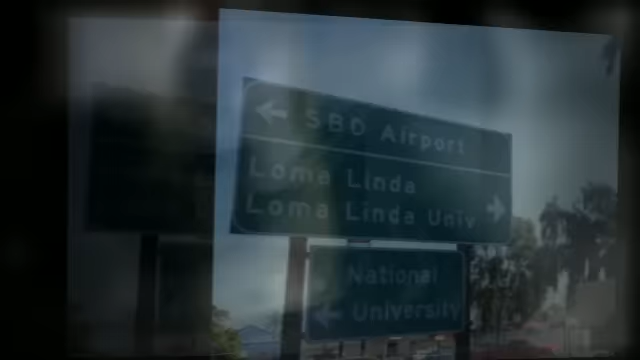 ← SBD Airport
Loma Linda
Loma Linda Univ →
National
← University